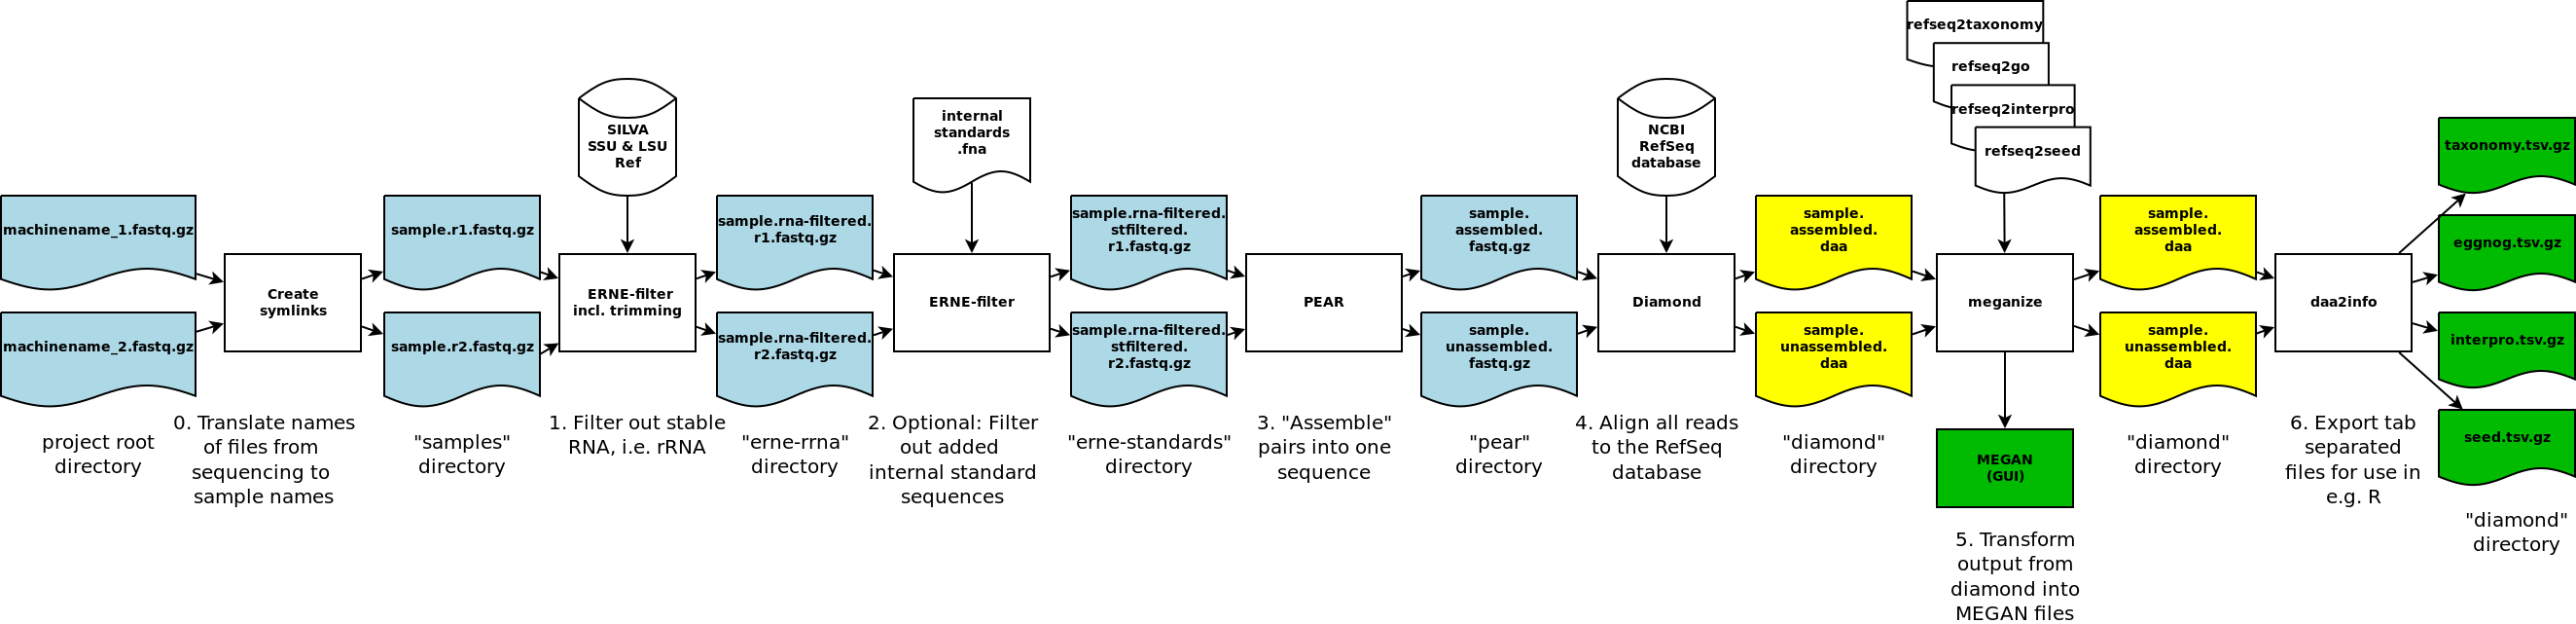 refseq2taxonomy
refseq2go
refseq2interpro
refseq2seed
SILVA
SSU & LSU
Ref
internal
standards
.fna
NCBI
RefSeq
database
machinename_1.fastq.gz
machinename_2.fastq.gz
Create
symlinks
sample.r1.fastq.gz
sample.r2.fastq.gz
ERNE-filter
incl. trimming
sample.rna-filtered.
r1.fastq.gz
sample.rna-filtered.
r2.fastq.gz
ERNE-filter
sample.rna-filtered.
stfiltered.
r1.fastq.gz
sample.rna-filtered.
stfiltered.
r2.fastq.gz
PEAR
sample.
assembled.
fastq.gz
sample.
unassembled.
fastq.gz
Diamond
sample.
assembled.
daa
sample.
unassembled.
daa
meganize
MEGAN
(GUI)
sample.
assembled.
daa
sample.
unassembled.
daa
daa2info
taxonomy.tsv.gz
eggnog.tsv.gz
interpro.tsv.gz
seed.tsv.gz
project root
directory
0. Translate names
of files from
sequencing to
sample names
"samples"
directory
1. Filter out stable
RNA, i.e. rRNA
"erne-rrna"
directory
2. Optional: Filter
out added
internal standard
sequences
"erne-standards"
directory
3. "Assemble"
pairs into one
sequence
"pear"
directory
4. Align all reads
to the RefSeq
database
"diamond"
directory
5. Transform
output from
diamond into
MEGAN files
"diamond"
directory
6. Export tab
separated
files for use in
e.g. R
"diamond"
directory